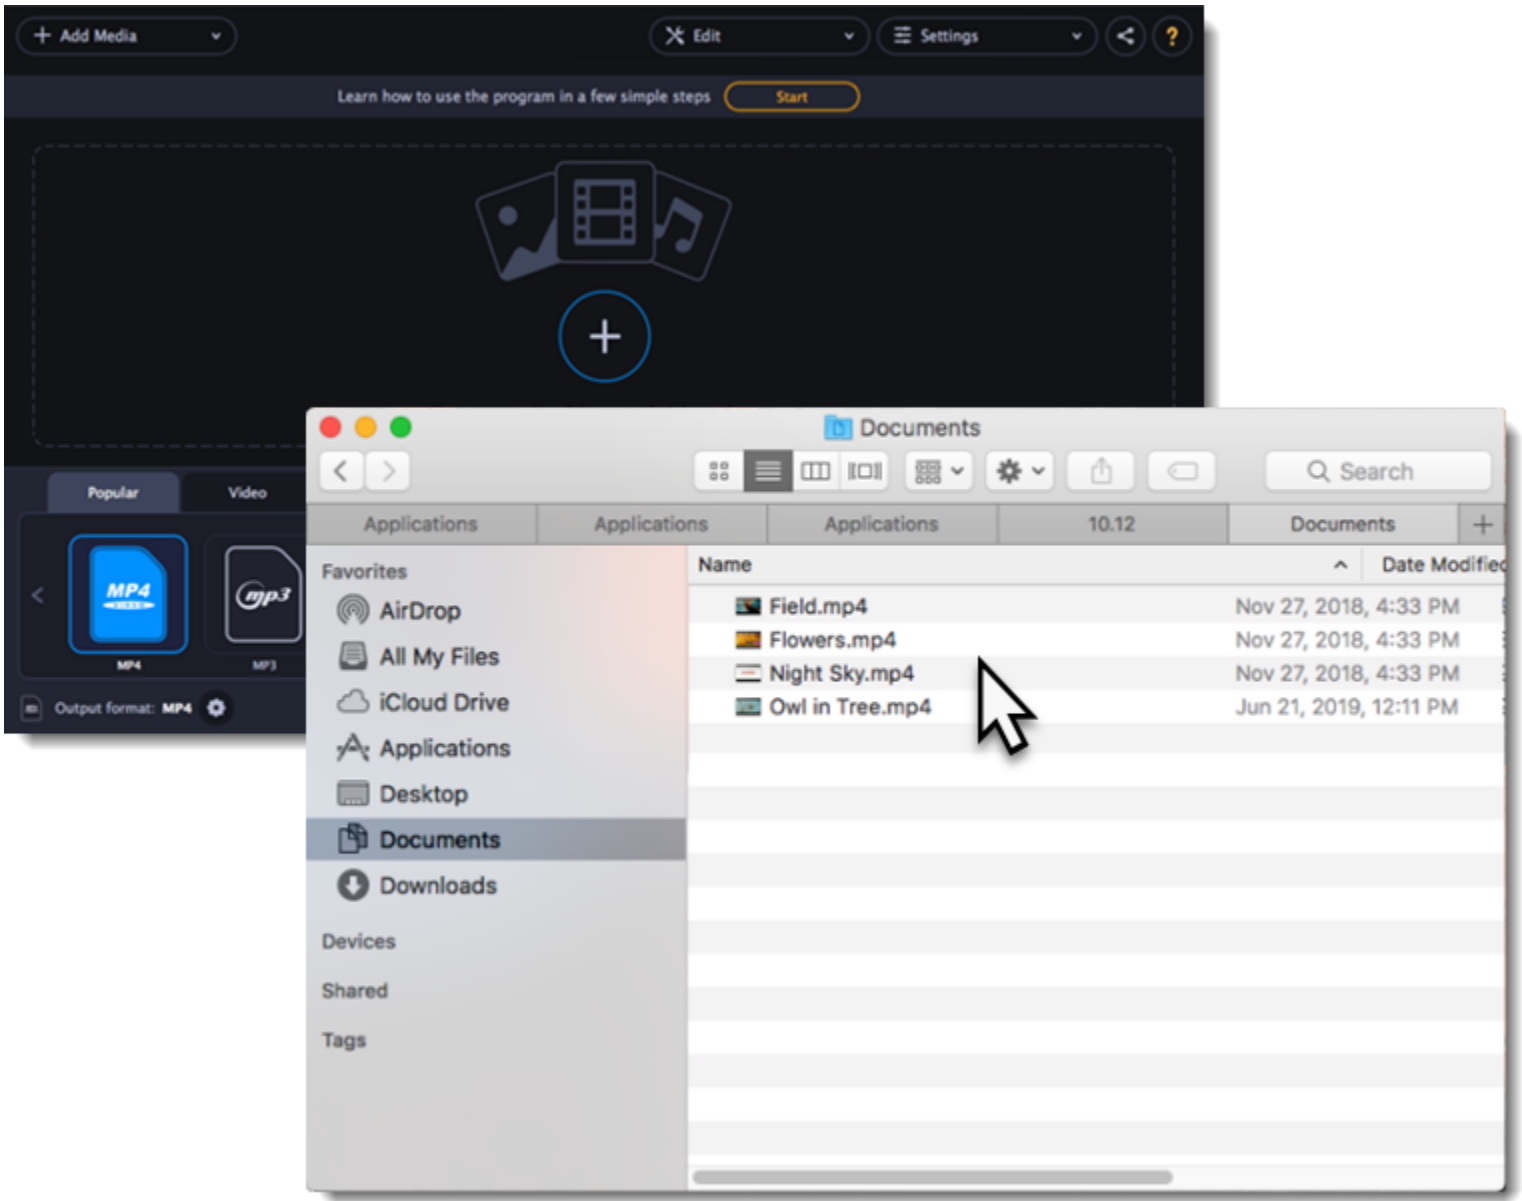 Add Media
Edit
Settings
?
Learn how to use the program in a few simple steps
Start
Popular
Video
MP4
VIDEO
mp3
MP4
MP3
Output format: MP4
Documents
Search
Applications
Applications
Applications
10.12
Documents
Favorites
AirDrop
All My Files
iCloud Drive
Applications
Desktop
Documents
Downloads
Devices
Shared
Tags
Name
Date Modified
Field.mp4 Nov 27, 2018, 4:33 PM
Flowers.mp4 Nov 27, 2018, 4:33 PM
Night Sky.mp4 Nov 27, 2018, 4:33 PM
Owl in Tree.mp4 Jun 21, 2019, 12:11 PM